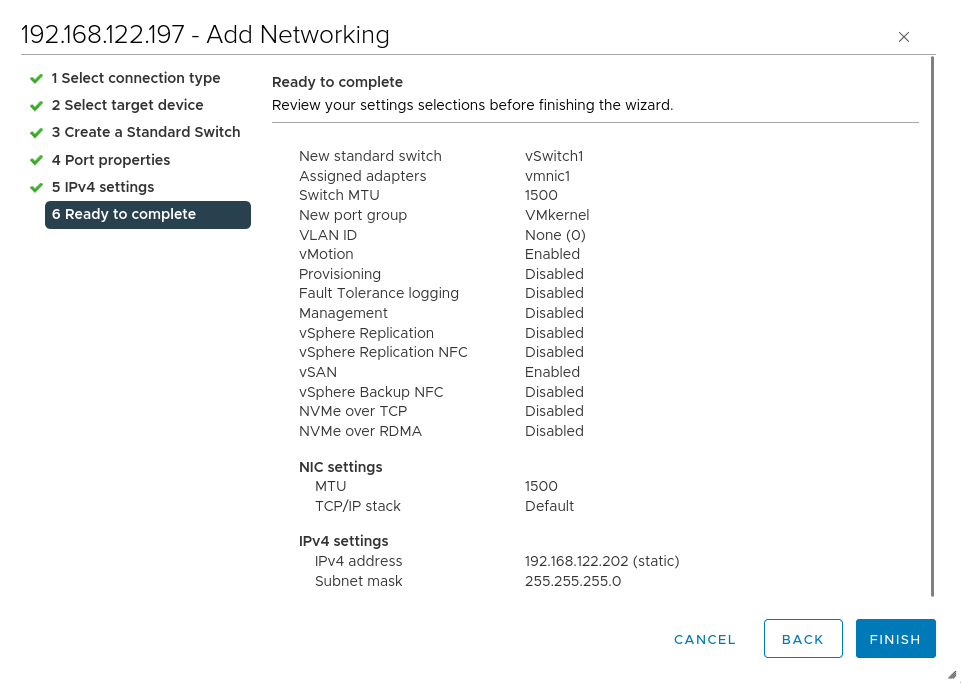 192.168.122.197 - Add Networking
1 Select connection type
2 Select target device
3 Create a Standard Switch
4 Port properties
5 IPv4 settings
6 Ready to complete
Ready to complete
Review your settings selections before finishing the wizard.
New standard switch vSwitch1
Assigned adapters vmnic1
Switch MTU 1500
New port group VMkernel
VLAN ID None (0)
vMotion Enabled
Provisioning Disabled
Fault Tolerance logging Disabled
Management Disabled
vSphere Replication Disabled
vSphere Replication NFC Disabled
vSAN Enabled
vSphere Backup NFC Disabled
NVMe over TCP Disabled
NVMe over RDMA Disabled
NIC settings
MTU 1500
TCP/IP stack Default
IPv4 settings
IPv4 address 192.168.122.202 (static)
Subnet mask 255.255.255.0
CANCEL BACK FINISH